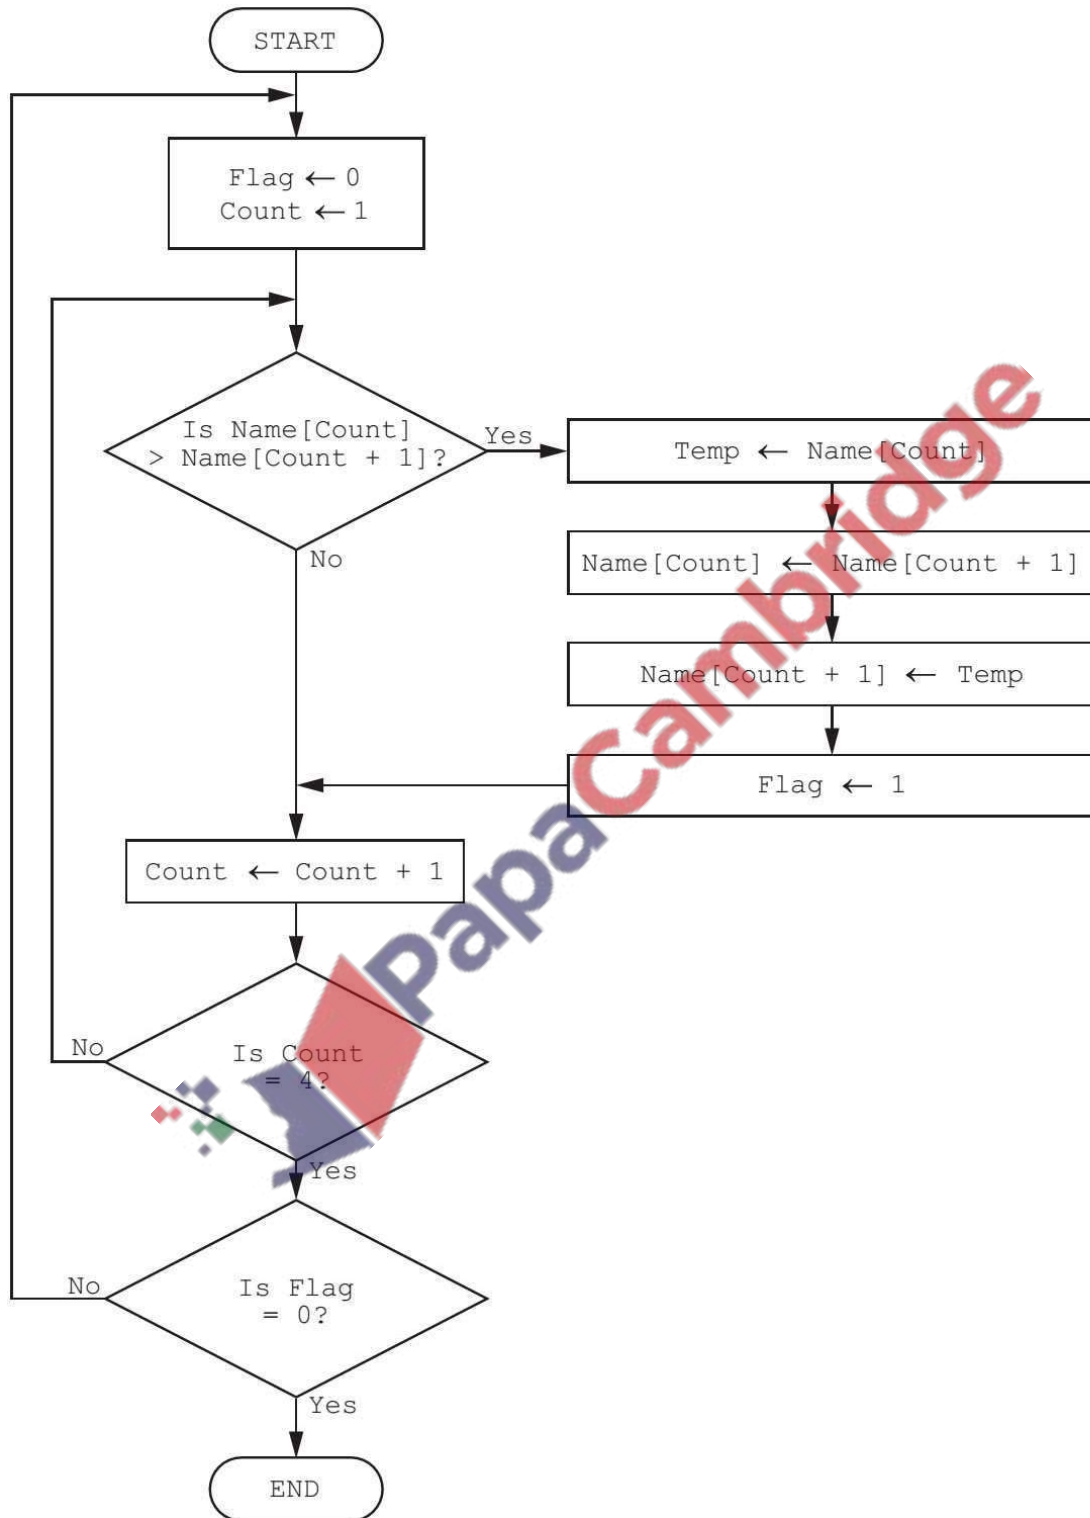 START
Flag ← 0
Count ← 1
Is Name[Count]
> Name[Count + 1]?
Yes
No
Temp ← Name[Count]
Name[Count] ← Name[Count + 1]
Name[Count + 1] ← Temp
Flag ← 1
Count ← Count + 1
Is Count
= 4?
No
Yes
Is Flag
= 0?
No
Yes
END
PapaCambridge